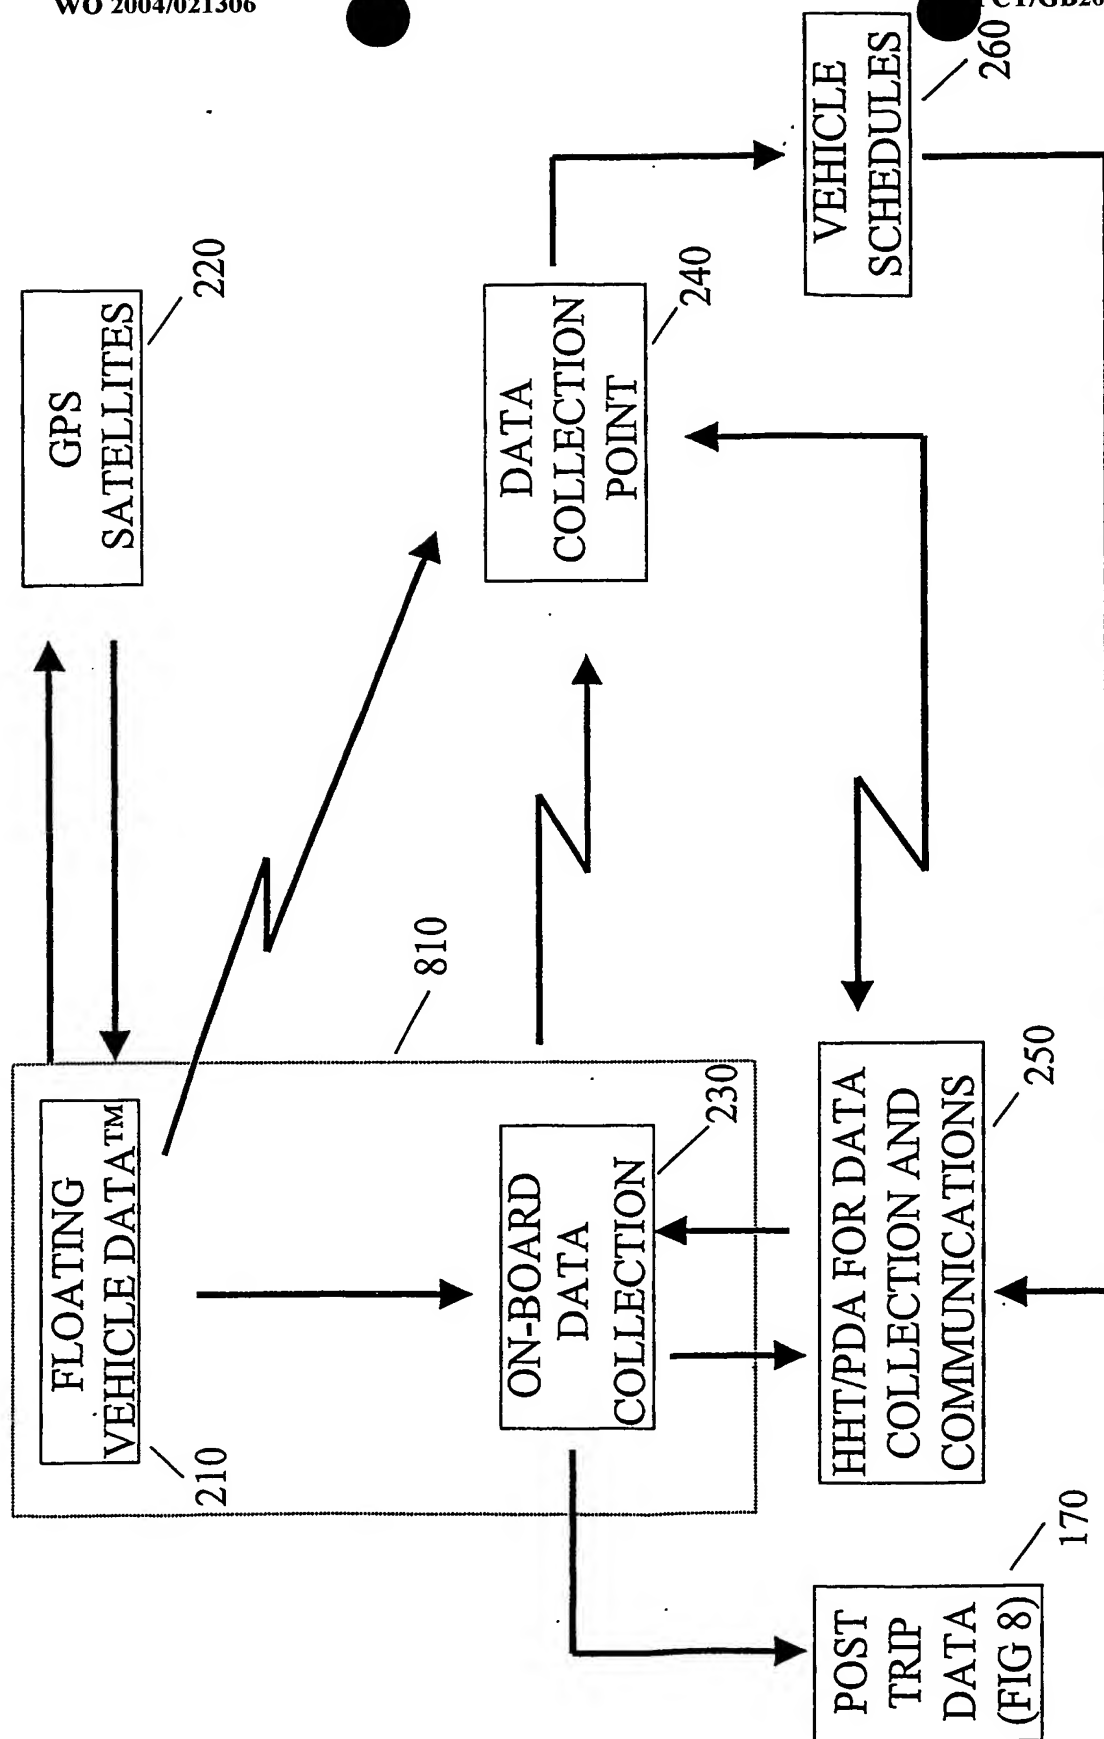 WO 2004/021306
FLOATING
VEHICLE DATA™
210
GPS
SATELLITES
220
810
ON-BOARD
DATA
COLLECTION
230
DATA
COLLECTION
POINT
240
POST
TRIP
DATA
(FIG 8)
170
HHT/PDA FOR DATA
COLLECTION AND
COMMUNICATIONS
250
VEHICLE
SCHEDULES
260